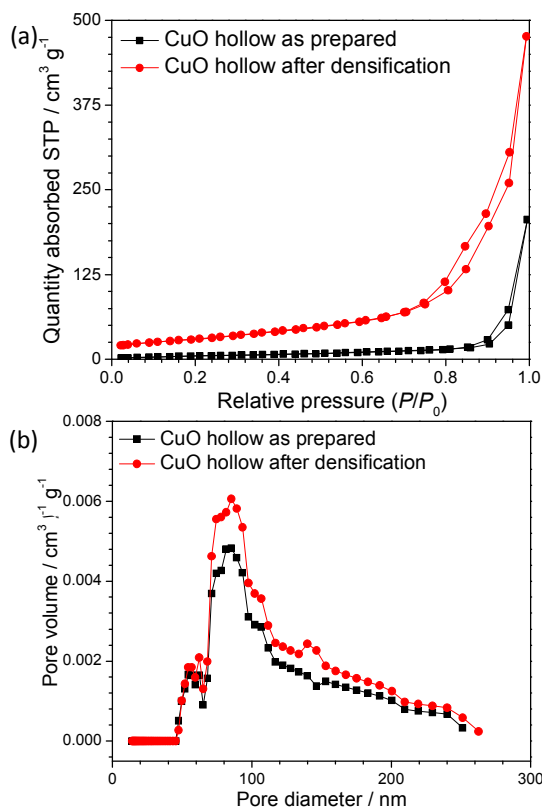 (a)
CuO hollow as prepared
CuO hollow after densification
Quantity absorbed STP / cm³ g⁻¹
500
375
250
125
0
0.0 0.2 0.4 0.6 0.8 1.0
Relative pressure (P/P₀)
(b)
CuO hollow as prepared
CuO hollow after densification
Pore volume / cm³ ⁻¹ g⁻¹
0.008
0.006
0.004
0.002
0.000
0 100 200 300
Pore diameter / nm